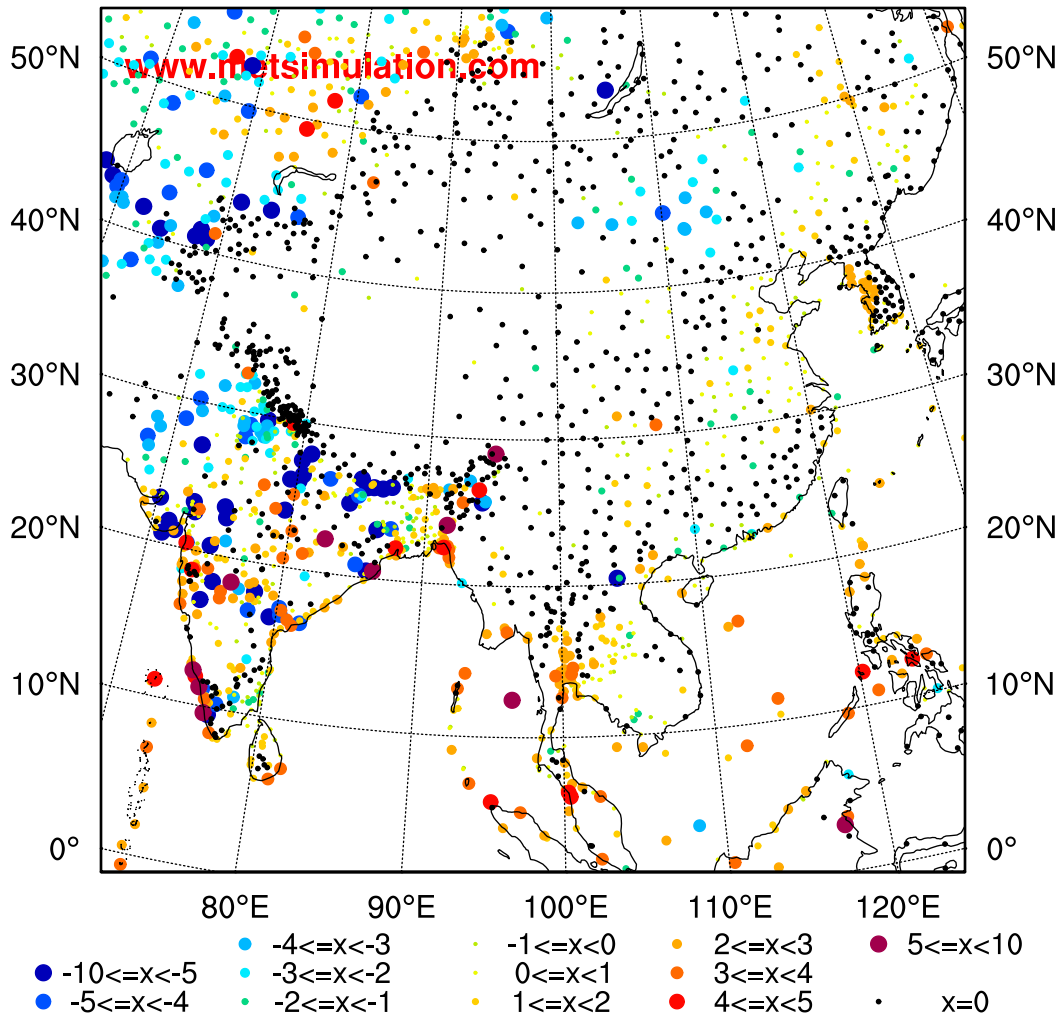 50°N 50°N
www.metsimulation.com
40°N 40°N
30°N 30°N
20°N 20°N
10°N 10°N
0° 0°
80°E 90°E 100°E 110°E 120°E
-4<=x<-3 -1<=x<0 2<=x<3 5<=x<10
-10<=x<-5 -3<=x<-2 0<=x<1 3<=x<4
-5<=x<-4 -2<=x<-1 1<=x<2 4<=x<5 x=0